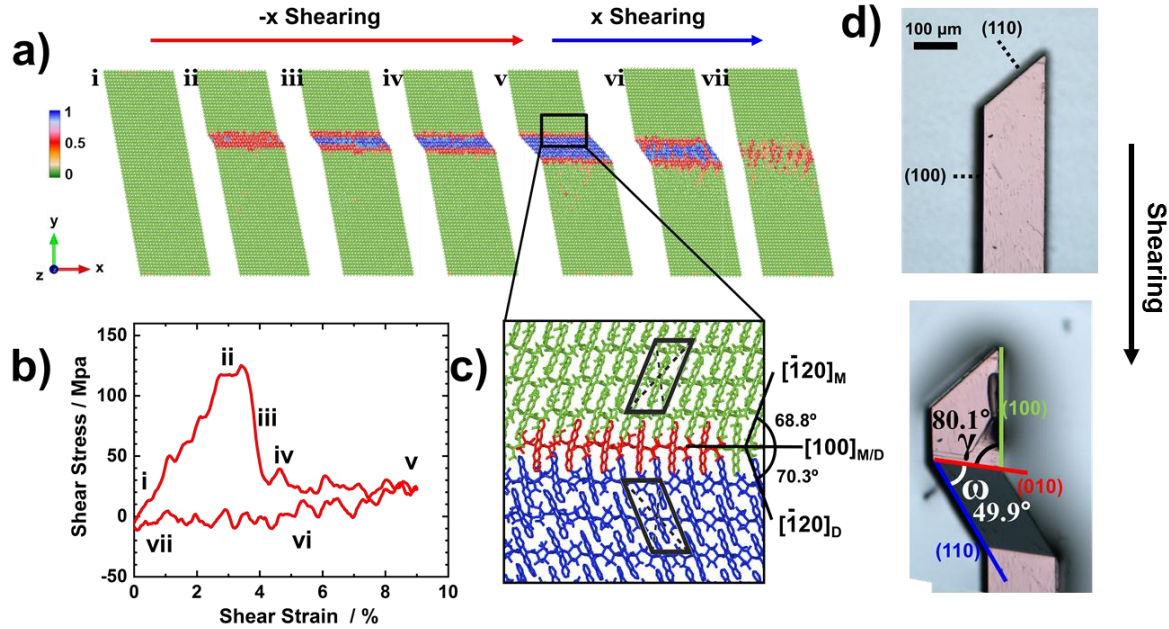 -x Shearing
x Shearing
a)
i
ii
iii
iv
v
vi
vii
1
0.5
0
y
z
x
b)
150
100
50
0
-50
Shear Stress / Mpa
i
ii
iii
iv
v
vi
vii
0
2
4
6
8
10
Shear Strain / %
c)
[1̄20]M
68.8°
[100]M/D
70.3°
[1̄20]D
d)
100 µm
(110)
(100)
Shearing
80.1°
γ
(100)
(010)
ω
49.9°
(110)